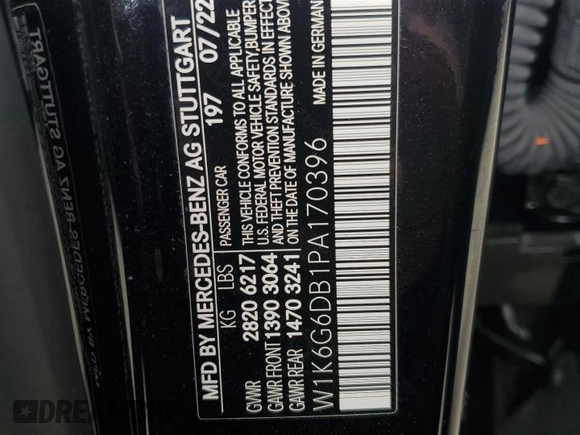 MFD BY MERCEDES-BENZ AG STUTTGART
197 07/22
KG LBS PASSENGER CAR
GVWR 2820 6217 THIS VEHICLE CONFORMS TO ALL APPLICABLE
U.S. FEDERAL MOTOR VEHICLE SAFETY, BUMPER
GAWR FRONT 1390 3064 AND THEFT PREVENTION STANDARDS IN EFFECT
GAWR REAR 1470 3241 ON THE DATE OF MANUFACTURE SHOWN ABOVE
W1K6G6DB1PA170396 MADE IN GERMAN